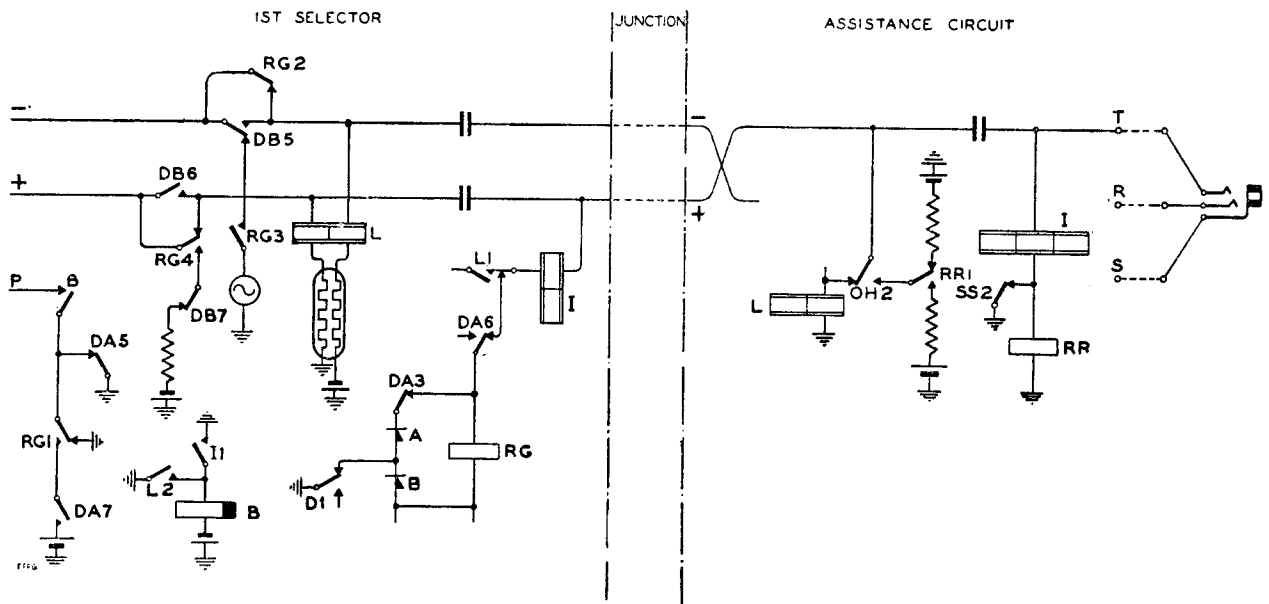 1ST SELECTOR
JUNCTION
ASSISTANCE CIRCUIT
RG2
−
DB5
−
T
+
DB6
+
R
RG4
RG3
L
L1
I
I
S
P
B
DB7
DA6
L
OH2
RR1
SS2
DA5
DA3
RR
RG1
I1
A
RG
L2
B
D1
DA7
B